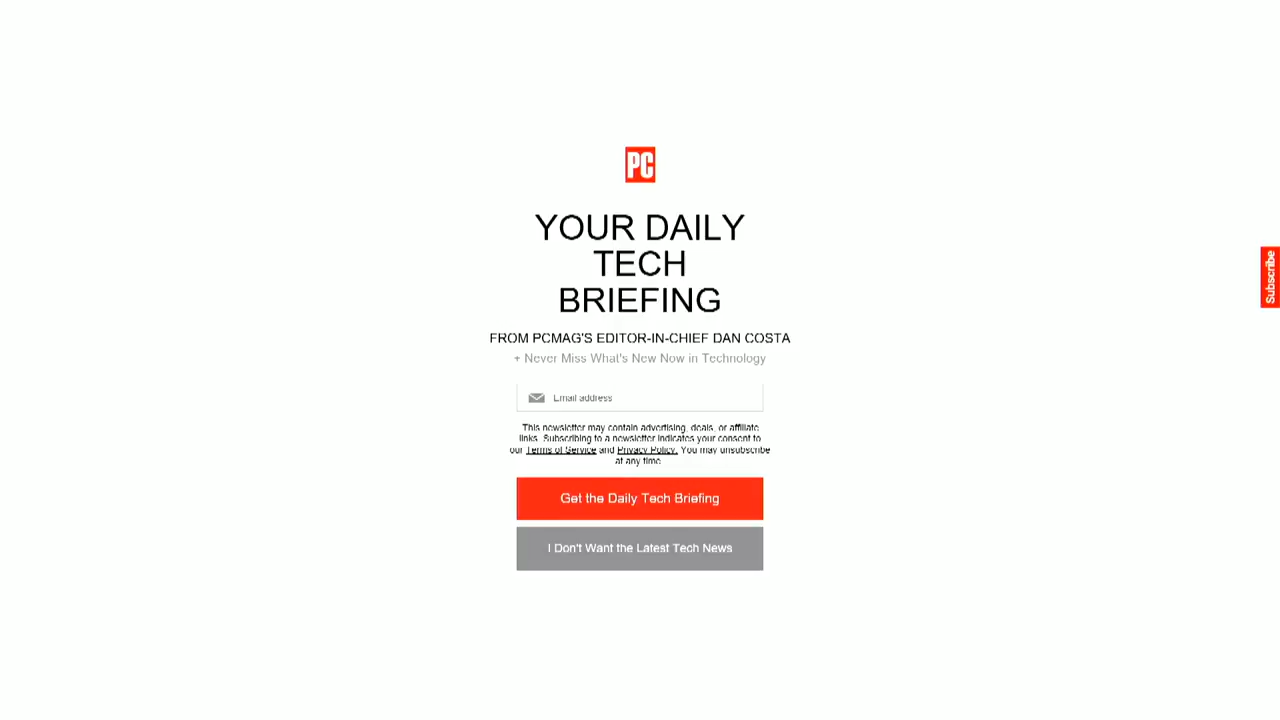 PC
YOUR DAILY
TECH
BRIEFING
FROM PCMAG'S EDITOR-IN-CHIEF DAN COSTA
+ Never Miss What's New Now in Technology
Email address
This newsletter may contain advertising, deals, or affiliate
links. Subscribing to a newsletter indicates your consent to
our Terms of Service and Privacy Policy. You may unsubscribe
at any time.
Get the Daily Tech Briefing
I Don't Want the Latest Tech News
Subscribe